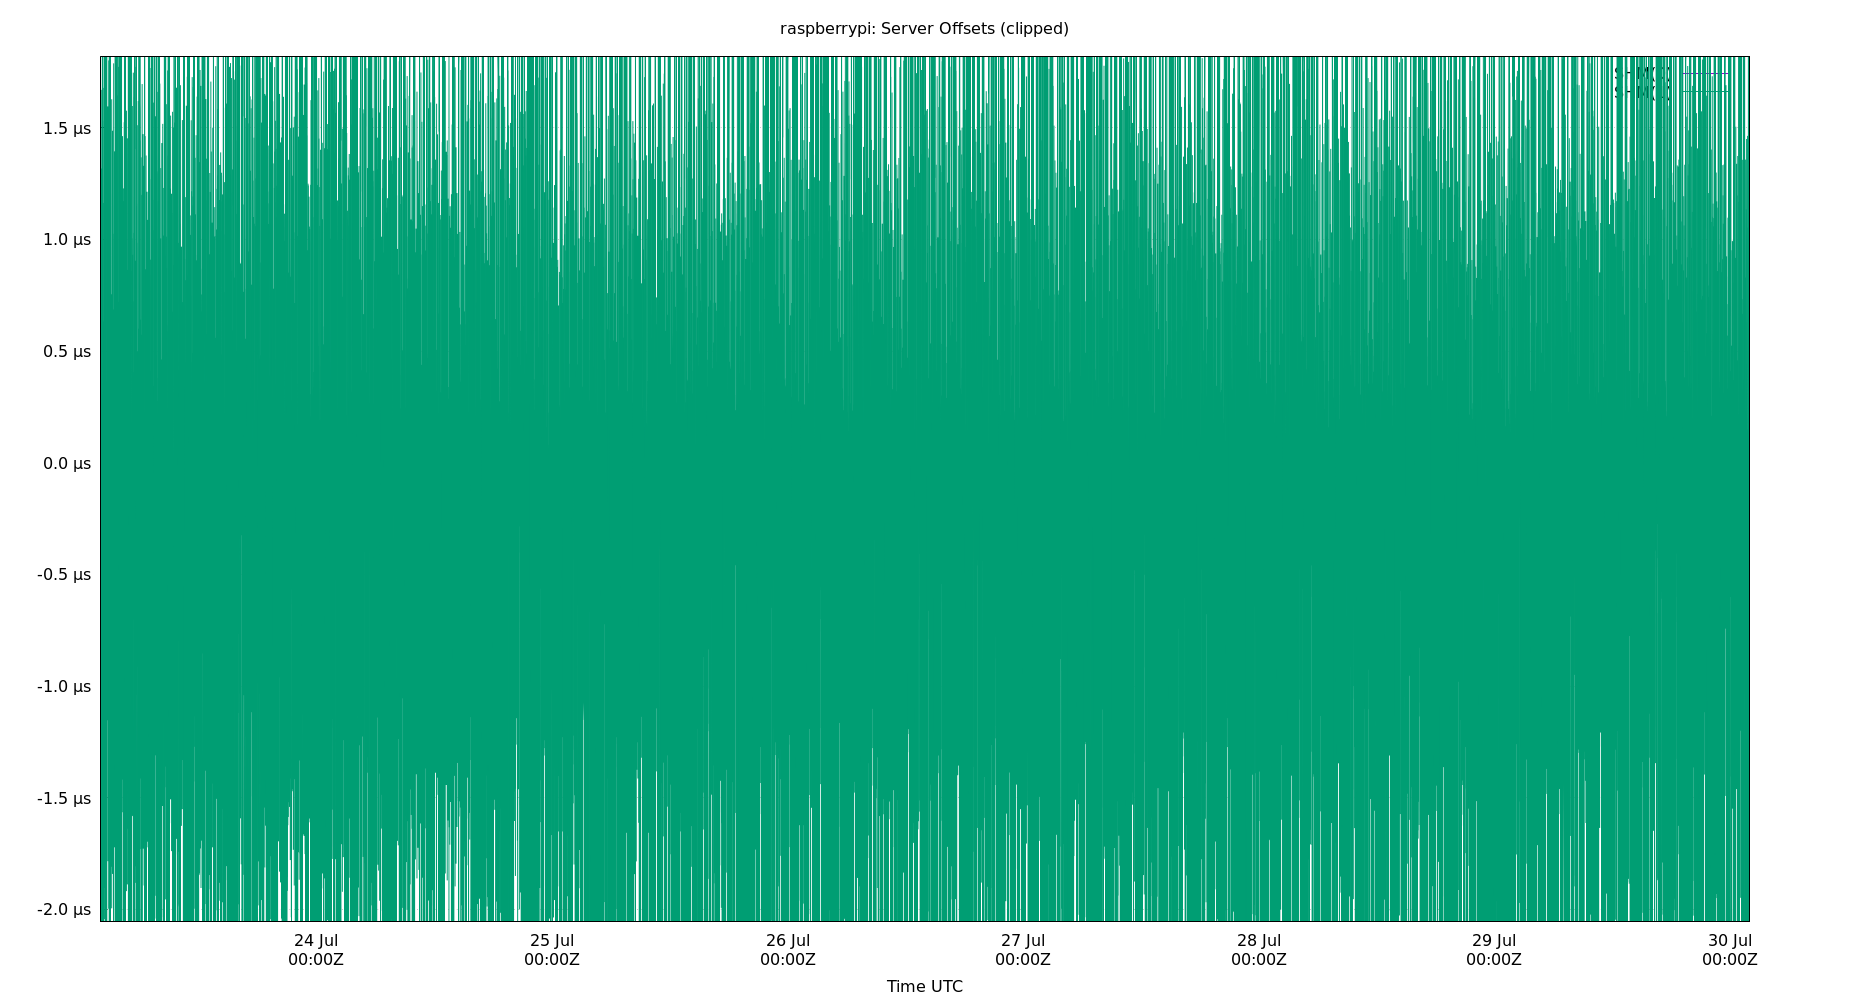 raspberrypi: Server Offsets (clipped)
1.5 µs
1.0 µs
0.5 µs
0.0 µs
-0.5 µs
-1.0 µs
-1.5 µs
-2.0 µs
24 Jul
00:00Z
25 Jul
00:00Z
26 Jul
00:00Z
27 Jul
00:00Z
28 Jul
00:00Z
29 Jul
00:00Z
30 Jul
00:00Z
Time UTC